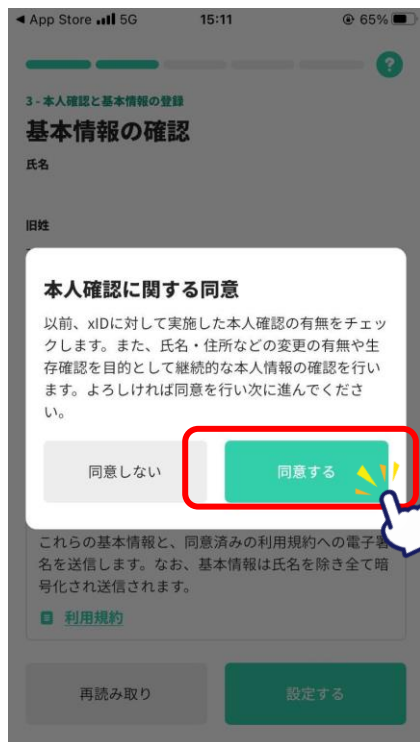 App Store 5G 15:11 65%
?
3 - 本人確認と基本情報の登録
基本情報の確認
氏名
旧姓
本人確認に関する同意
以前、xIDに対して実施した本人確認の有無をチェッ
クします。また、氏名・住所などの変更の有無や生
存確認を目的として継続的な本人情報の確認を行い
ます。よろしければ同意を行い次に進んでくださ
い。
同意しない 同意する
これらの基本情報と、同意済みの利用規約への電子署
名を送信します。なお、基本情報は氏名を除き全て暗
号化され送信されます。
利用規約
再読み取り 設定する